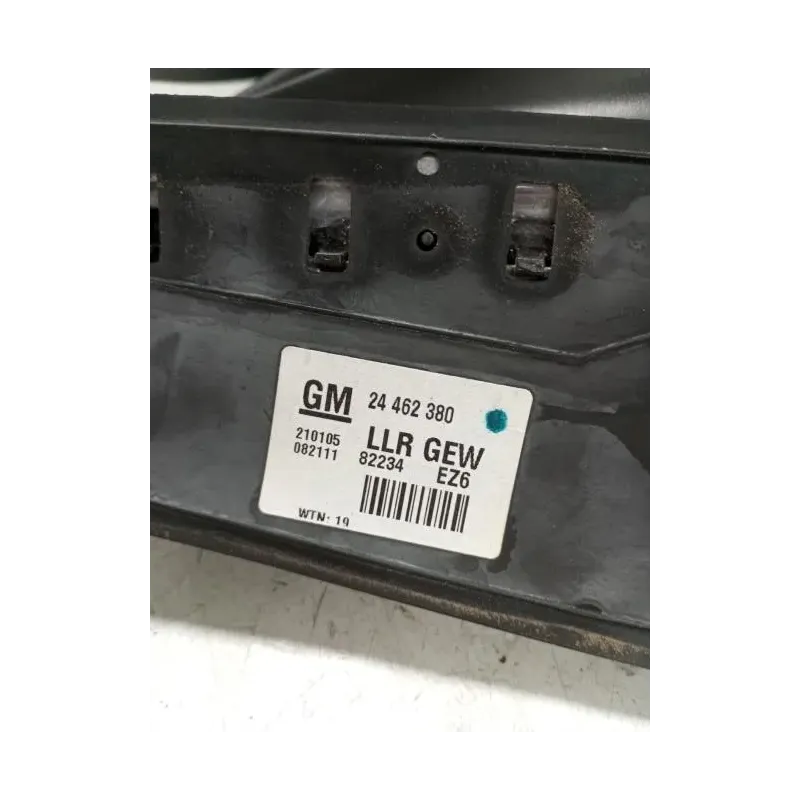 GM 24 462 380
210105 LLR GEW
082111 82234 EZ6
WTN: 19